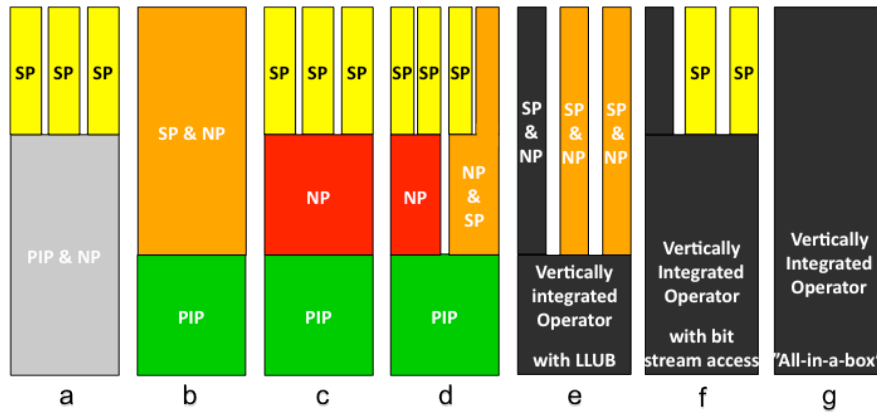 SP SP SP
PIP & NP
a
SP & NP
PIP
b
SP SP SP
NP
PIP
c
SP SP SP
NP
NP
&
SP
PIP
d
SP
&
NP
SP
&
NP
SP
&
NP
Vertically
integrated
Operator
with LLUB
e
SP SP
Vertically
Integrated
Operator
with bit
stream access
f
Vertically
Integrated
Operator
”All-in-a-box”
g